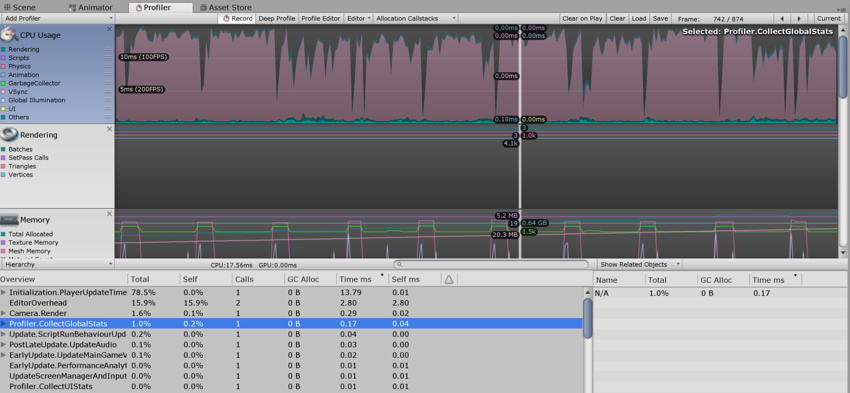 Scene Animator Profiler Asset Store
Add Profiler Record Deep Profile Profile Editor Editor Allocation Callstacks Clear on Play Clear Load Save Frame: 742 / 874 Current
CPU Usage
Rendering
Scripts
Physics
Animation
GarbageCollector
VSync
Global Illumination
UI
Others
Selected: Profiler.CollectGlobalStats
10ms (100FPS)
5ms (200FPS)
0.00ms 0.00ms
0.00ms 0.00ms
0.00ms
0.18ms 0.00ms
Rendering
Batches
SetPass Calls
Triangles
Vertices
3
3 1.0k
4.1k
Memory
Total Allocated
Texture Memory
Mesh Memory
5.2 MB
19 0.64 GB
20.3 MB 1.5k
Hierarchy CPU:17.56ms GPU:0.00ms Show Related Objects
Overview Total Self Calls GC Alloc Time ms Self ms
Initialization.PlayerUpdateTime 78.5% 0.0% 1 0 B 13.79 0.01
EditorOverhead 15.9% 15.9% 2 0 B 2.80 2.80
Camera.Render 1.6% 0.1% 1 0 B 0.29 0.02
Profiler.CollectGlobalStats 1.0% 0.2% 1 0 B 0.17 0.04
Update.ScriptRunBehaviourUpd 0.2% 0.0% 1 0 B 0.04 0.00
PostLateUpdate.UpdateAudio 0.1% 0.0% 1 0 B 0.03 0.00
EarlyUpdate.UpdateMainGameV 0.1% 0.0% 1 0 B 0.02 0.00
EarlyUpdate.PerformanceAnalyt 0.0% 0.0% 1 0 B 0.01 0.01
UpdateScreenManagerAndInput 0.0% 0.0% 1 0 B 0.01 0.01
Profiler.CollectUIStats 0.0% 0.0% 1 0 B 0.01 0.01
Name Total GC Alloc Time ms
N/A 1.0% 0 B 0.17